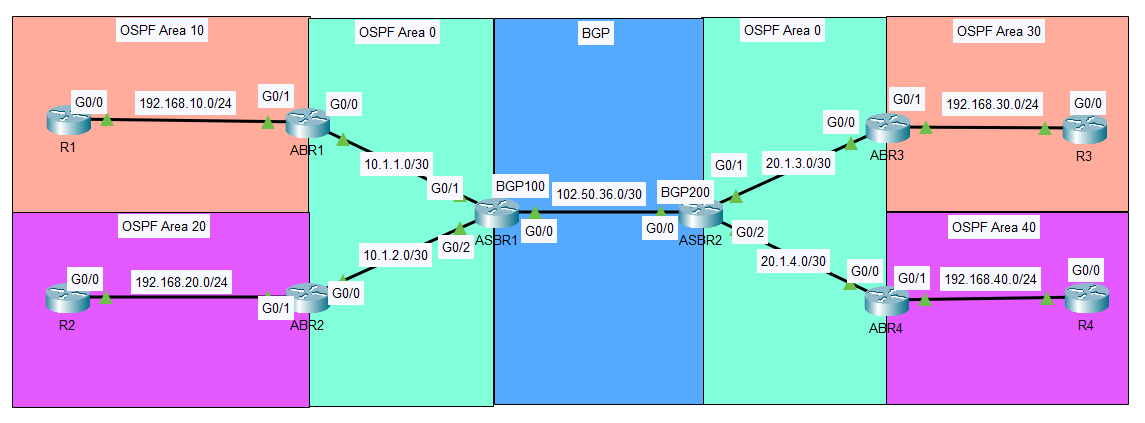 OSPF Area 10
OSPF Area 0
BGP
OSPF Area 0
OSPF Area 30
G0/0
192.168.10.0/24
G0/1
G0/0
R1
ABR1
10.1.1.0/30
G0/1
BGP100
102.50.36.0/30
BGP200
G0/1
20.1.3.0/30
G0/0
G0/1
192.168.30.0/24
G0/0
ABR3
R3
OSPF Area 20
G0/0
192.168.20.0/24
G0/1
G0/0
R2
ABR2
10.1.2.0/30
G0/2
ASBR1
G0/0
G0/0
ASBR2
G0/2
20.1.4.0/30
G0/0
OSPF Area 40
G0/1
192.168.40.0/24
G0/0
ABR4
R4